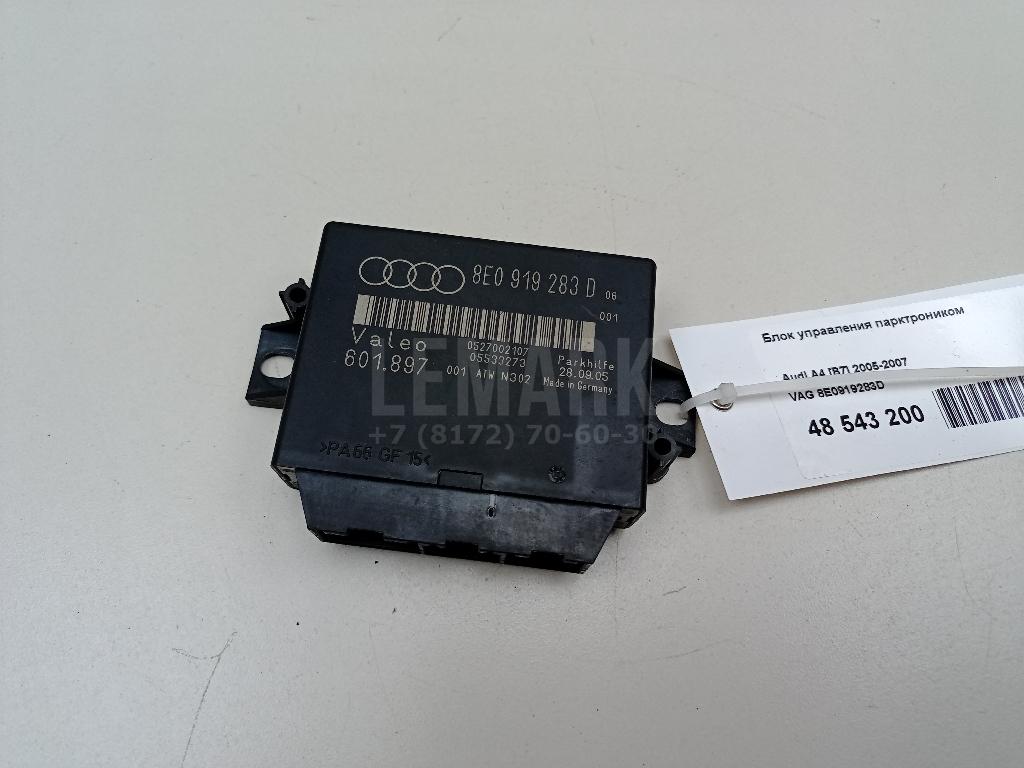 8E0 919 283 D 06
001
Valeo
0527002107
601.897
05533273
Parkhilfe
28.09.05
001 ATW N302
Made in Germany
>PA66 GF 15<
LEMARK
+7 (8172) 70-60-30
Блок управления парктроником
Audi A4 [B7] 2005-2007
VAG 8E0919283D
48 543 200